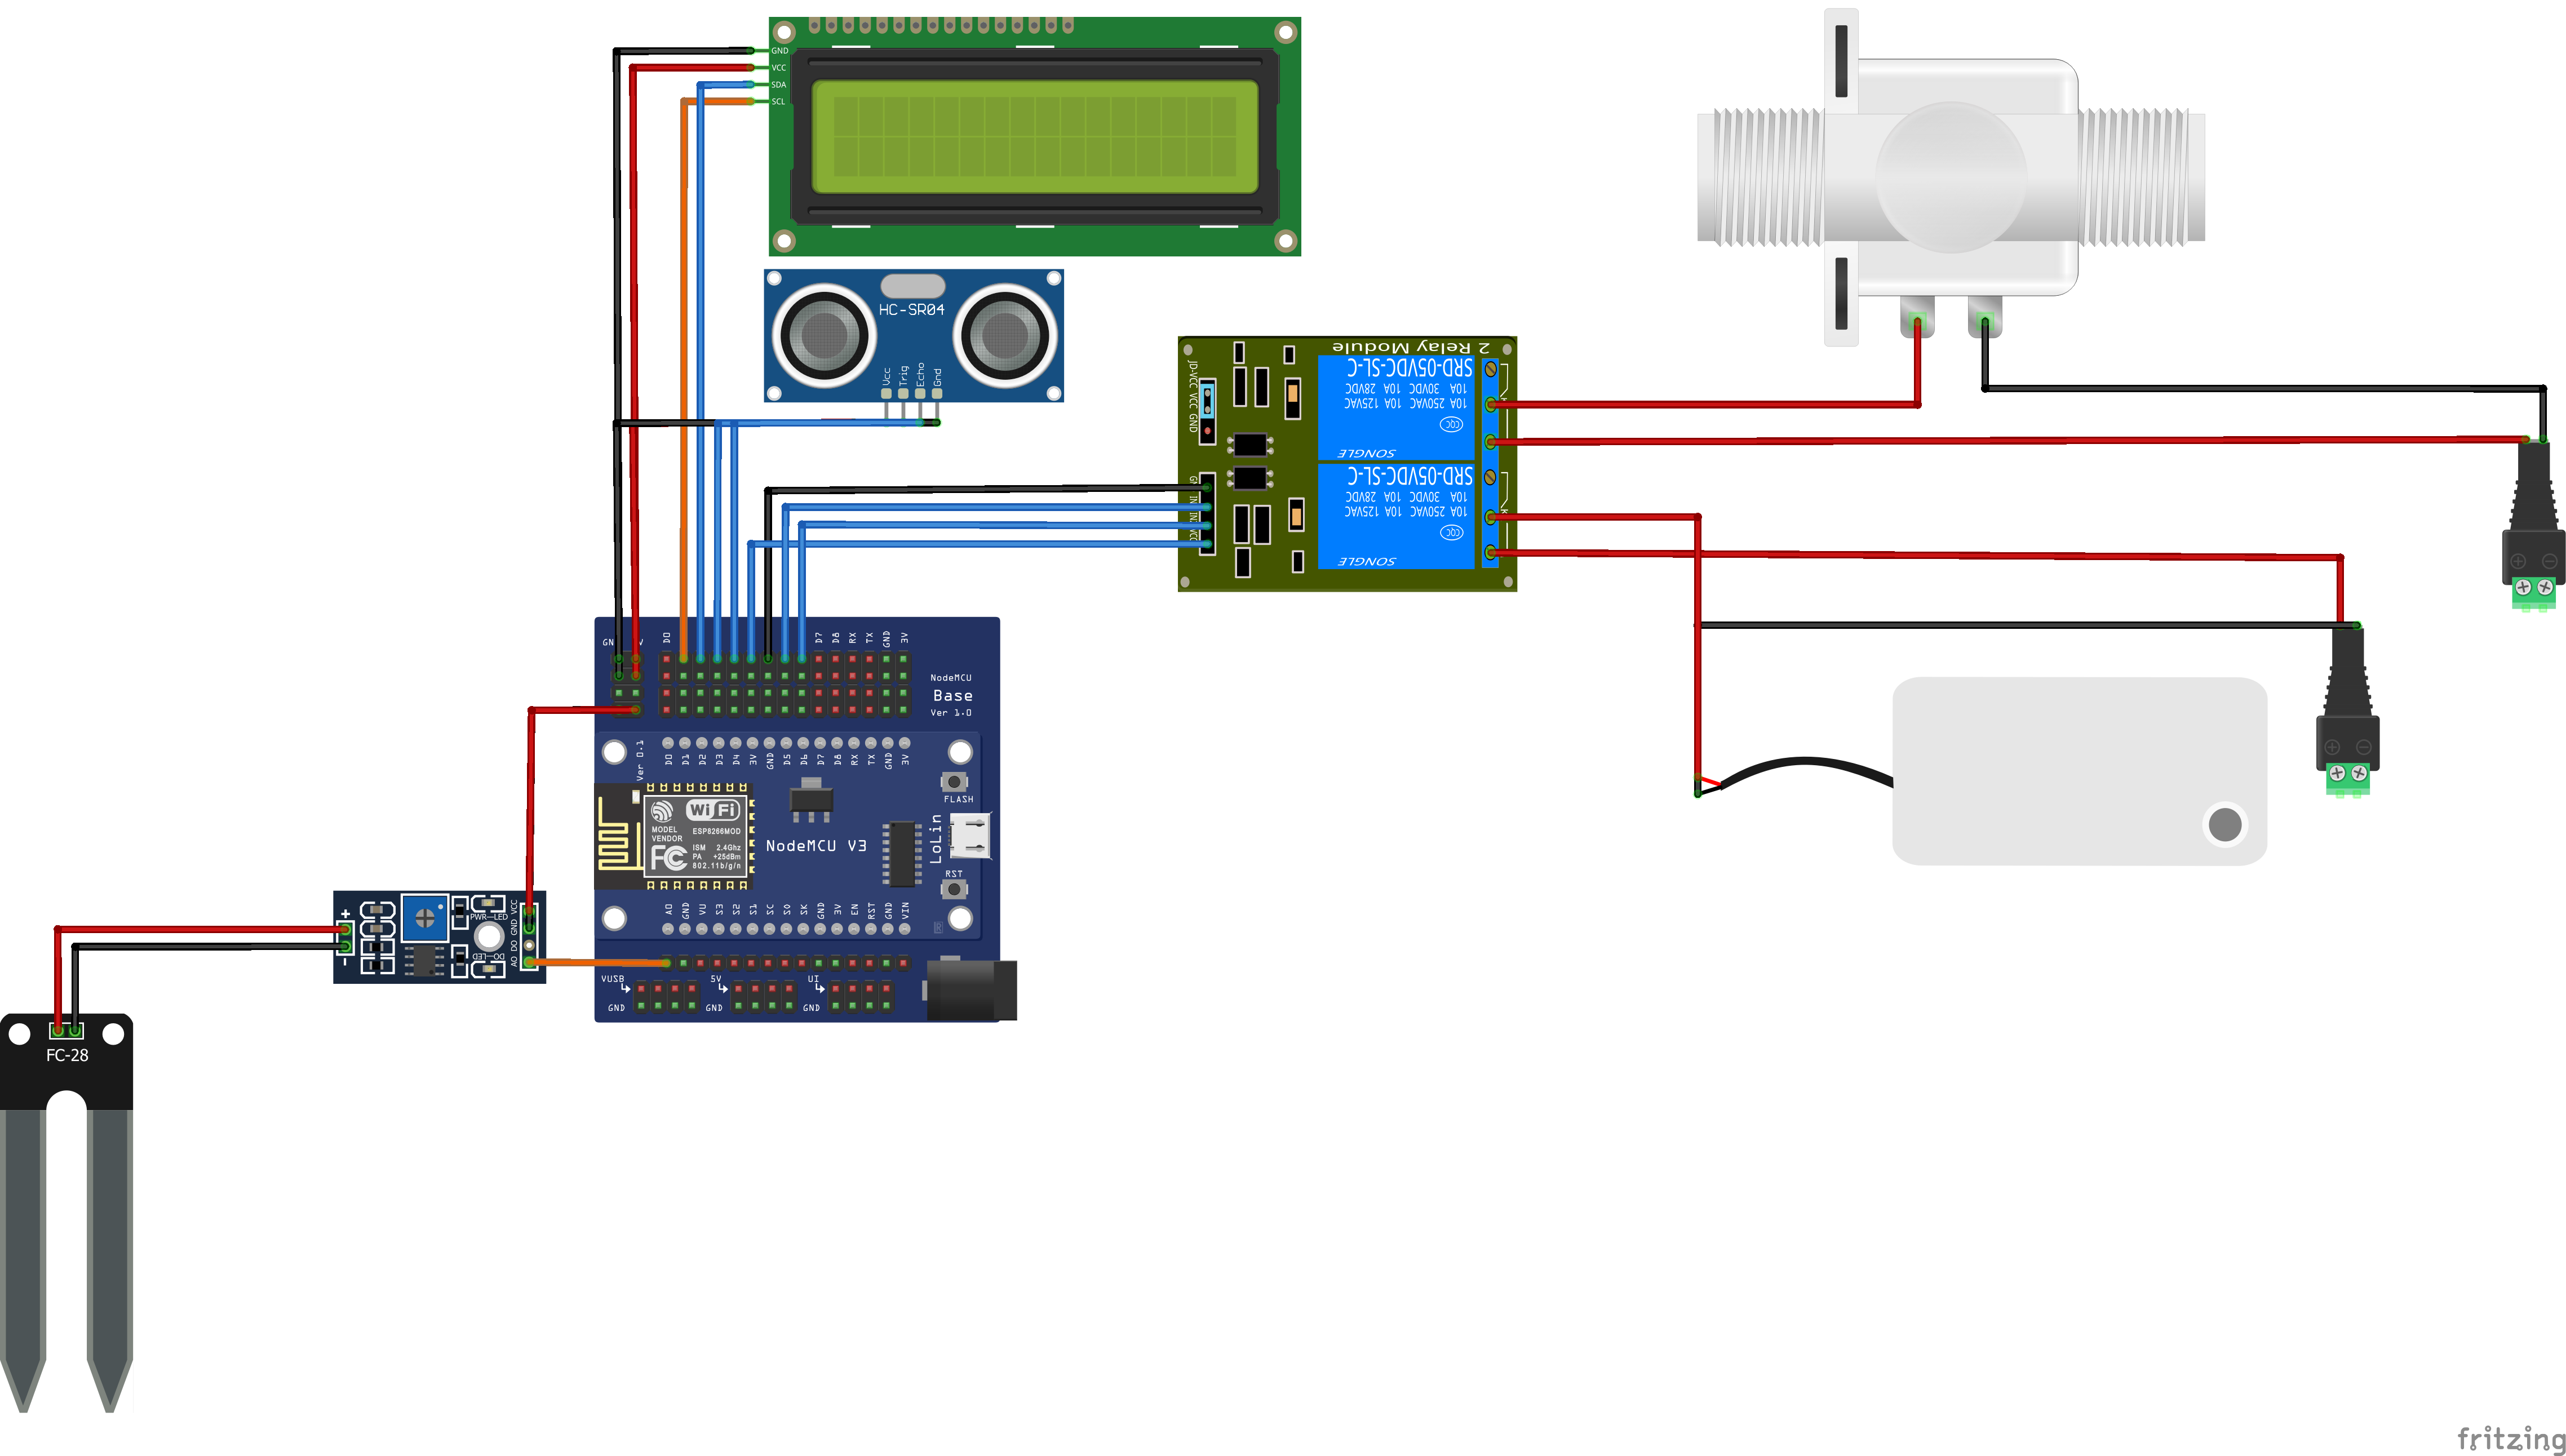 GND
VCC
SDA
SCL
HC-SR04
Vcc
Trig
Echo
Gnd
2 Relay Module
JD-VCC VCC GND
SRD-05VDC-SL-C
10A 30VDC 10A 28VDC
10A 250VAC 10A 125VAC
CQC
SONGLE
SRD-05VDC-SL-C
10A 30VDC 10A 28VDC
10A 250VAC 10A 125VAC
CQC
SONGLE
D0
D7 D8 RX TX GND 3V
NodeMCU
Base
Ver 1.0
Ver 0.1
D0 D1 D2 D3 D4 3V GND D5 D6 D7 D8 RX TX GND 3V
FLASH
WiFi
MODEL ESP8266MOD
VENDOR
FC
ISM 2.4Ghz
PA +25dBm
802.11b/g/n
NodeMCU V3
LoLin
RST
A0 GND VU S3 S2 S1 SC S0 SK GND 3V EN RST GND VIN
VUSB 5V UI
GND GND GND
+
-
PWR-LED
DO-LED
VCC
GND
DO
AO
FC-28
fritzing